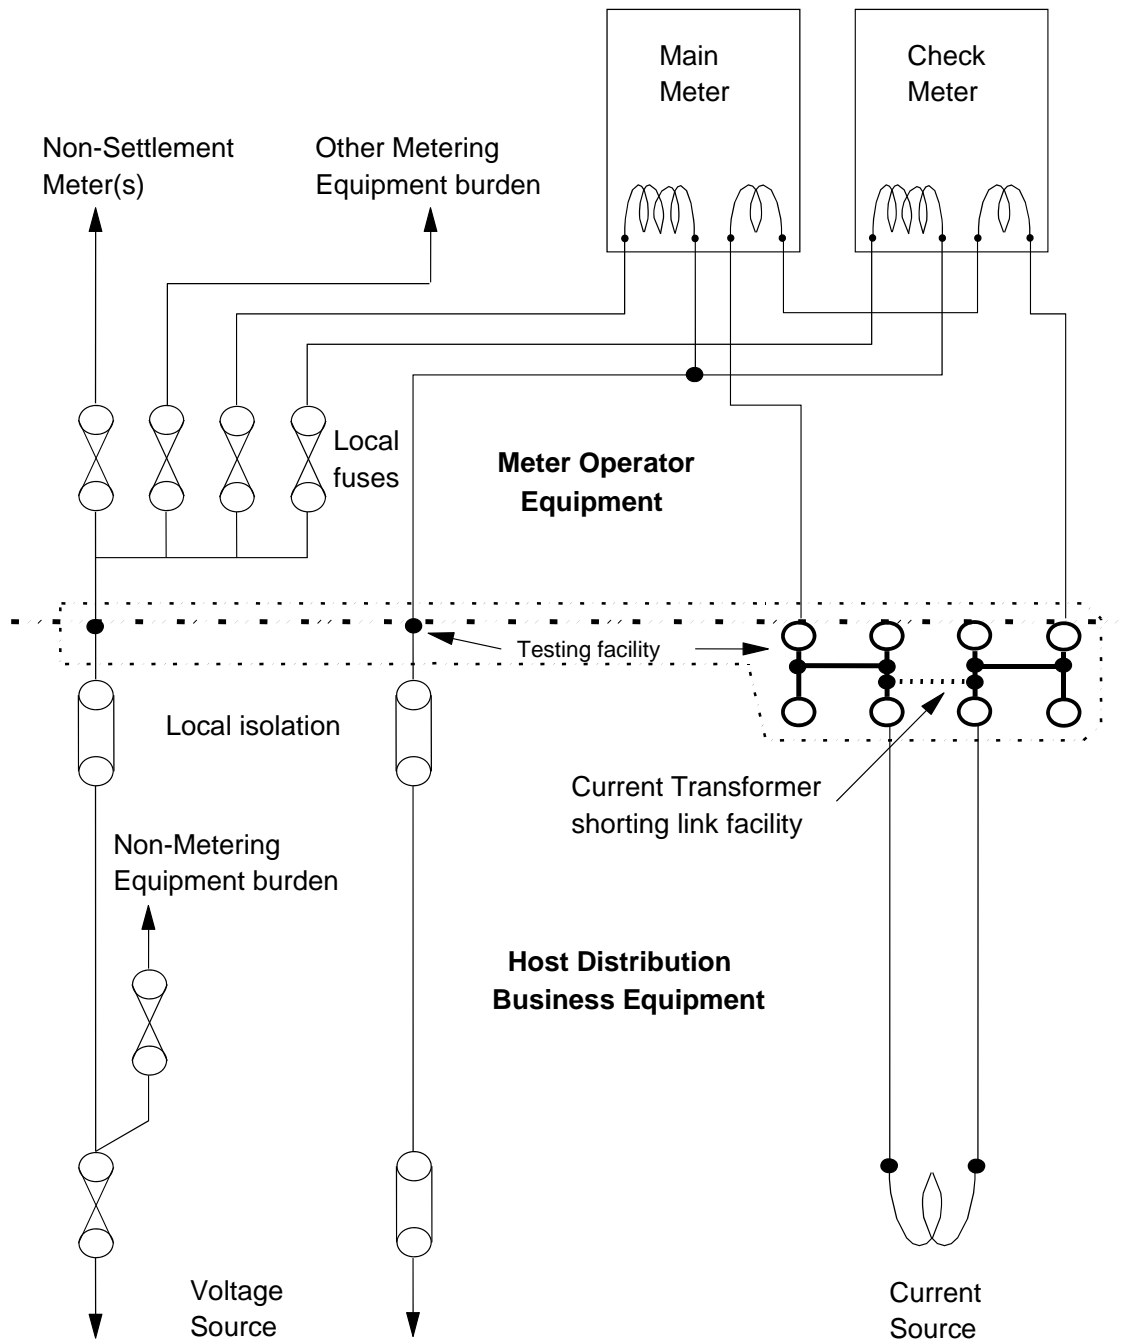 Main
Meter
Check
Meter
Non-Settlement
Meter(s)
Other Metering
Equipment burden
Local
fuses
Meter Operator
Equipment
Testing facility
Local isolation
Current Transformer
shorting link facility
Non-Metering
Equipment burden
Host Distribution
Business Equipment
Voltage
Source
Current
Source